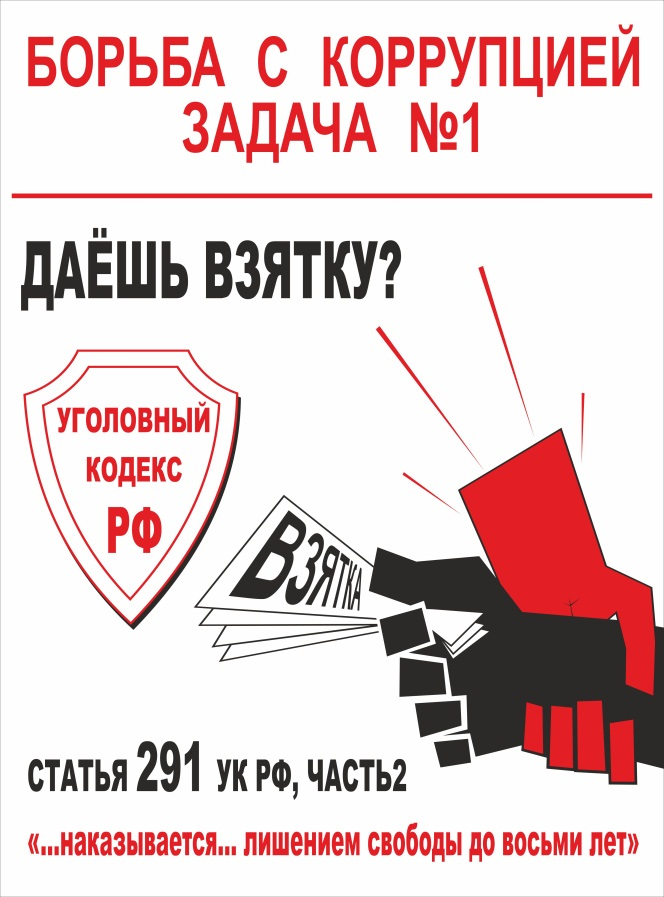 БОРЬБА С КОРРУПЦИЕЙ
ЗАДАЧА №1
ДАЁШЬ ВЗЯТКУ?
УГОЛОВНЫЙ
КОДЕКС
РФ
ВЗЯТКА
СТАТЬЯ 291 УК РФ, ЧАСТЬ2
«...наказывается... лишением свободы до восьми лет»